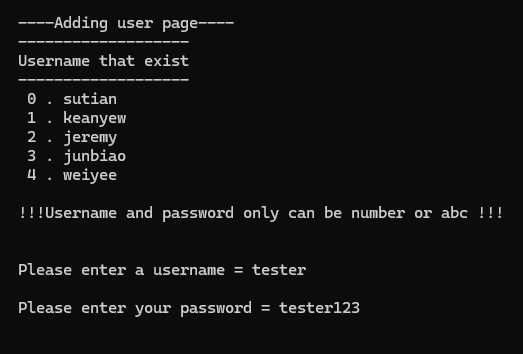 ----Adding user page----
-------------------
Username that exist
-------------------
0 . sutian
1 . keanyew
2 . jeremy
3 . junbiao
4 . weiyee
!!!Username and password only can be number or abc !!!
Please enter a username = tester
Please enter your password = tester123